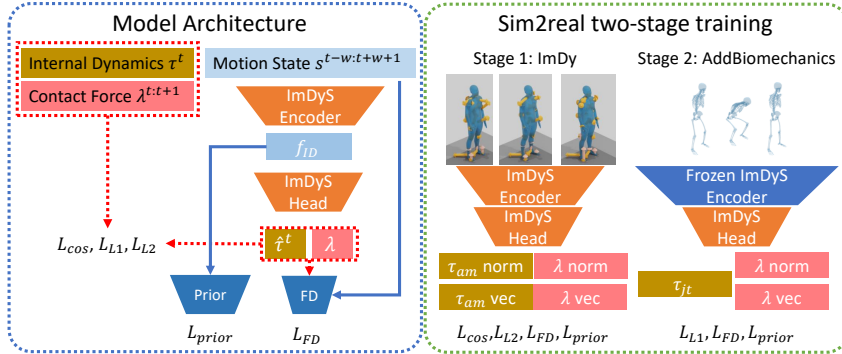 Model Architecture
Internal Dynamics τ^t
Motion State s^{t−w:t+w+1}
Contact Force λ^{t:t+1}
ImDyS
Encoder
f_{ID}
ImDyS
Head
L_{cos}, L_{L1}, L_{L2}
τ̂^t
λ
Prior
FD
L_{prior}
L_{FD}
Sim2real two-stage training
Stage 1: ImDy
Stage 2: AddBiomechanics
ImDyS
Encoder
ImDyS
Head
τ_{am} norm
λ norm
τ_{am} vec
λ vec
L_{cos},L_{L2}, L_{FD}, L_{prior}
Frozen ImDyS
Encoder
ImDyS
Head
τ_{jt}
λ norm
λ vec
L_{L1}, L_{FD}, L_{prior}